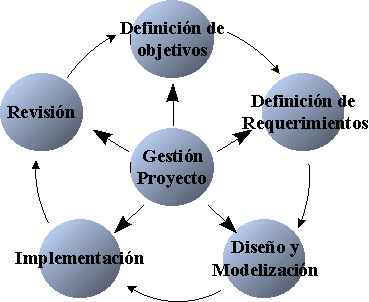 Definición de
objetivos
Definición de
Requerimientos
Revisión
Gestión
Proyecto
Implementación
Diseño y
Modelización